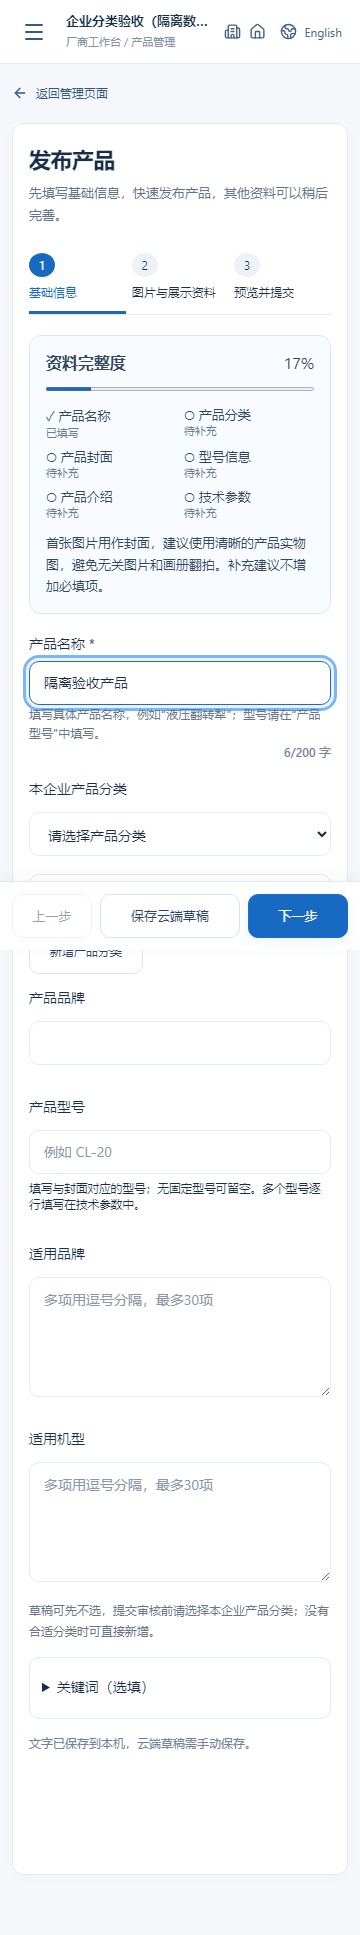 企业分类验收（隔离数...
厂商工作台 / 产品管理
English
返回管理页面
发布产品
先填写基础信息，快速发布产品，其他资料可以稍后
完善。
1
2
3
基础信息
图片与展示资料
预览并提交
资料完整度
17%
✓ 产品名称
已填写
○ 产品分类
待补充
○ 产品封面
待补充
○ 型号信息
待补充
○ 产品介绍
待补充
○ 技术参数
待补充
首张图片用作封面，建议使用清晰的产品实物
图，避免无关图片和画册翻拍。补充建议不增
加必填项。
产品名称 *
隔离验收产品
填写具体产品名称，例如“液压翻转犁”；型号请在“产品
型号”中填写。
6/200 字
本企业产品分类
请选择产品分类
上一步
保存云端草稿
下一步
新增产品分类
产品品牌
产品型号
例如 CL-20
填写与封面对应的型号；无固定型号可留空。多个型号逐
行填写在技术参数中。
适用品牌
多项用逗号分隔，最多30项
适用机型
多项用逗号分隔，最多30项
草稿可先不选，提交审核前请选择本企业产品分类；没有
合适分类时可直接新增。
▶ 关键词（选填）
文字已保存到本机，云端草稿需手动保存。